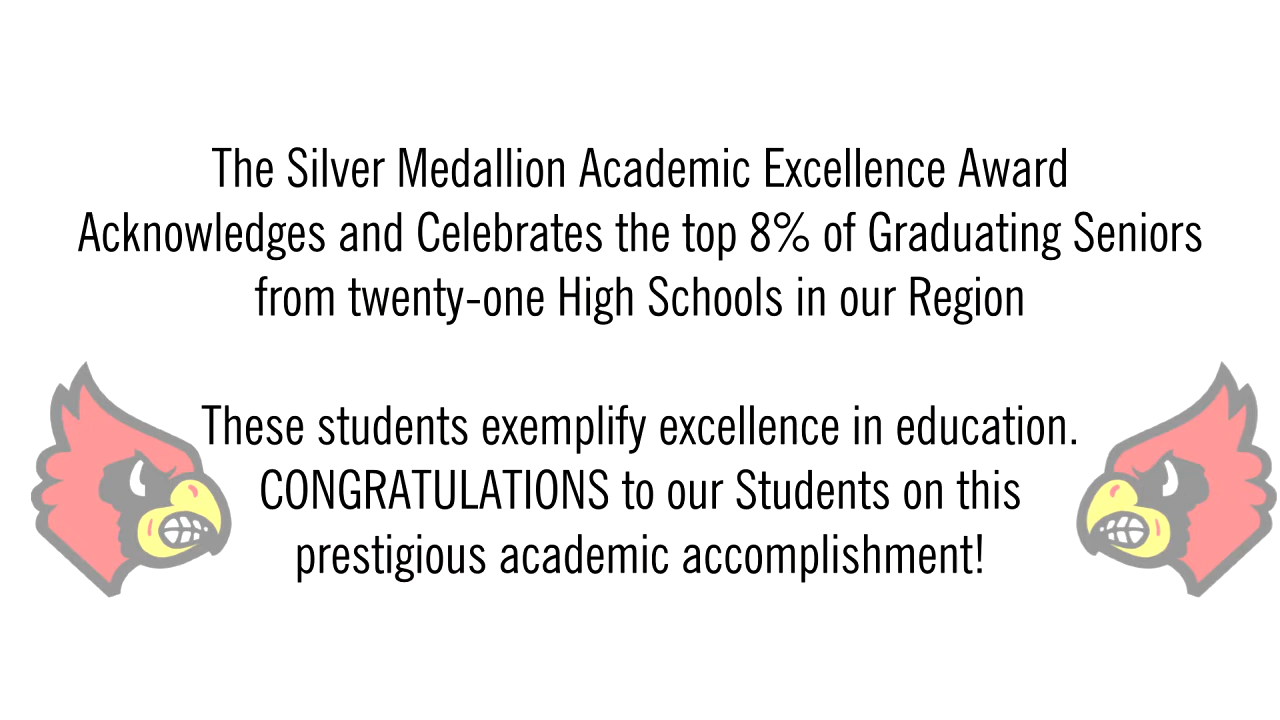 The Silver Medallion Academic Excellence Award
Acknowledges and Celebrates the top 8% of Graduating Seniors
from twenty-one High Schools in our Region
These students exemplify excellence in education.
CONGRATULATIONS to our Students on this
prestigious academic accomplishment!